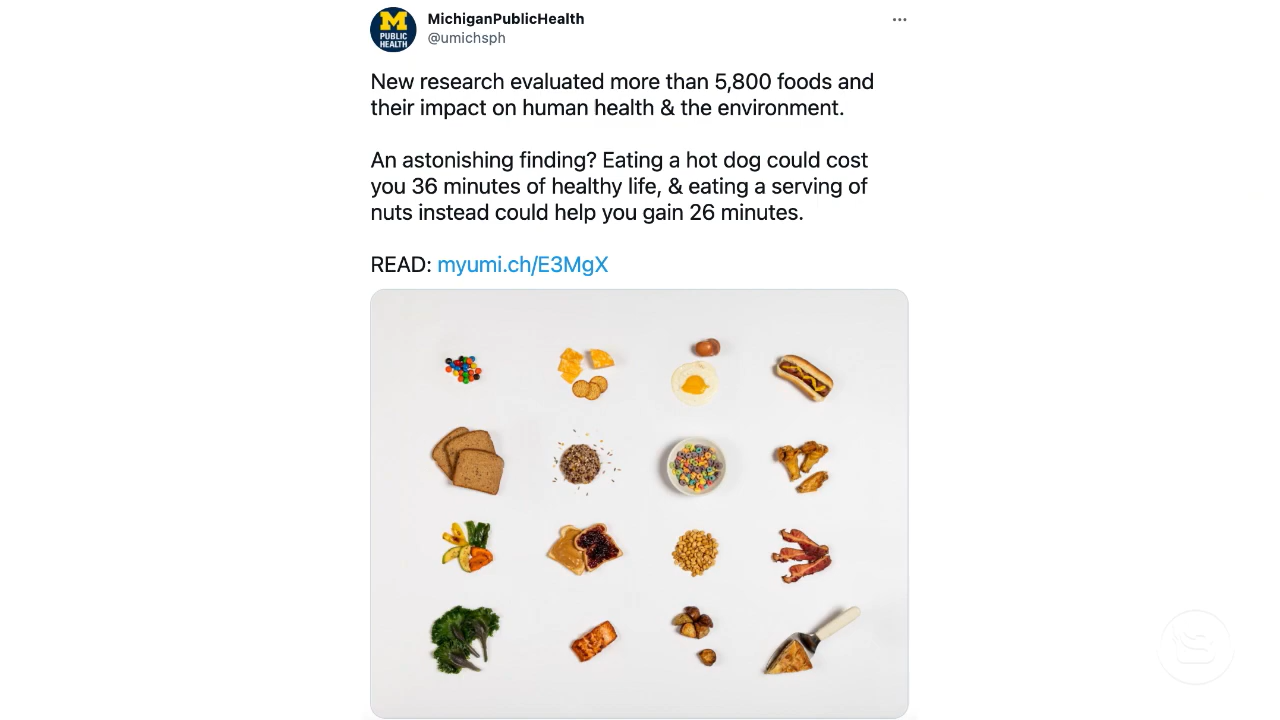 MichiganPublicHealth
@umichsph
M
PUBLIC
HEALTH
New research evaluated more than 5,800 foods and
their impact on human health & the environment.
An astonishing finding? Eating a hot dog could cost
you 36 minutes of healthy life, & eating a serving of
nuts instead could help you gain 26 minutes.
READ: myumi.ch/E3MgX